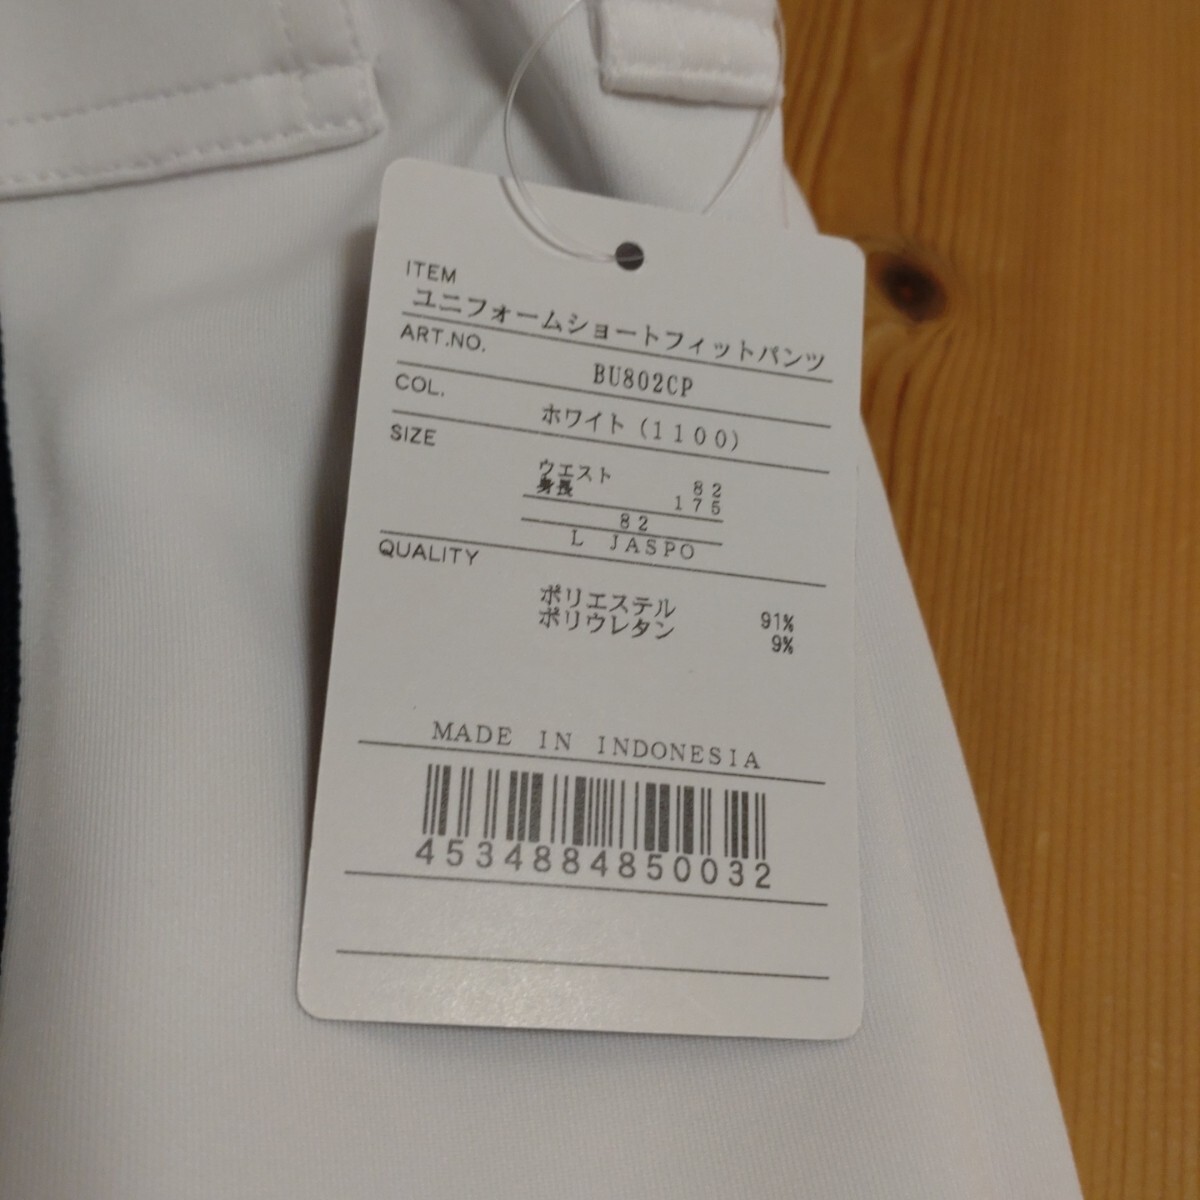 ITEM
ユニフォームショートフィットパンツ
ART.NO.
BU802CP
COL.
ホワイト(1100)
SIZE
ウエスト 82
身長 175
82
L JASPO
QUALITY
ポリエステル 91%
ポリウレタン 9%
MADE IN INDONESIA
4534884850032